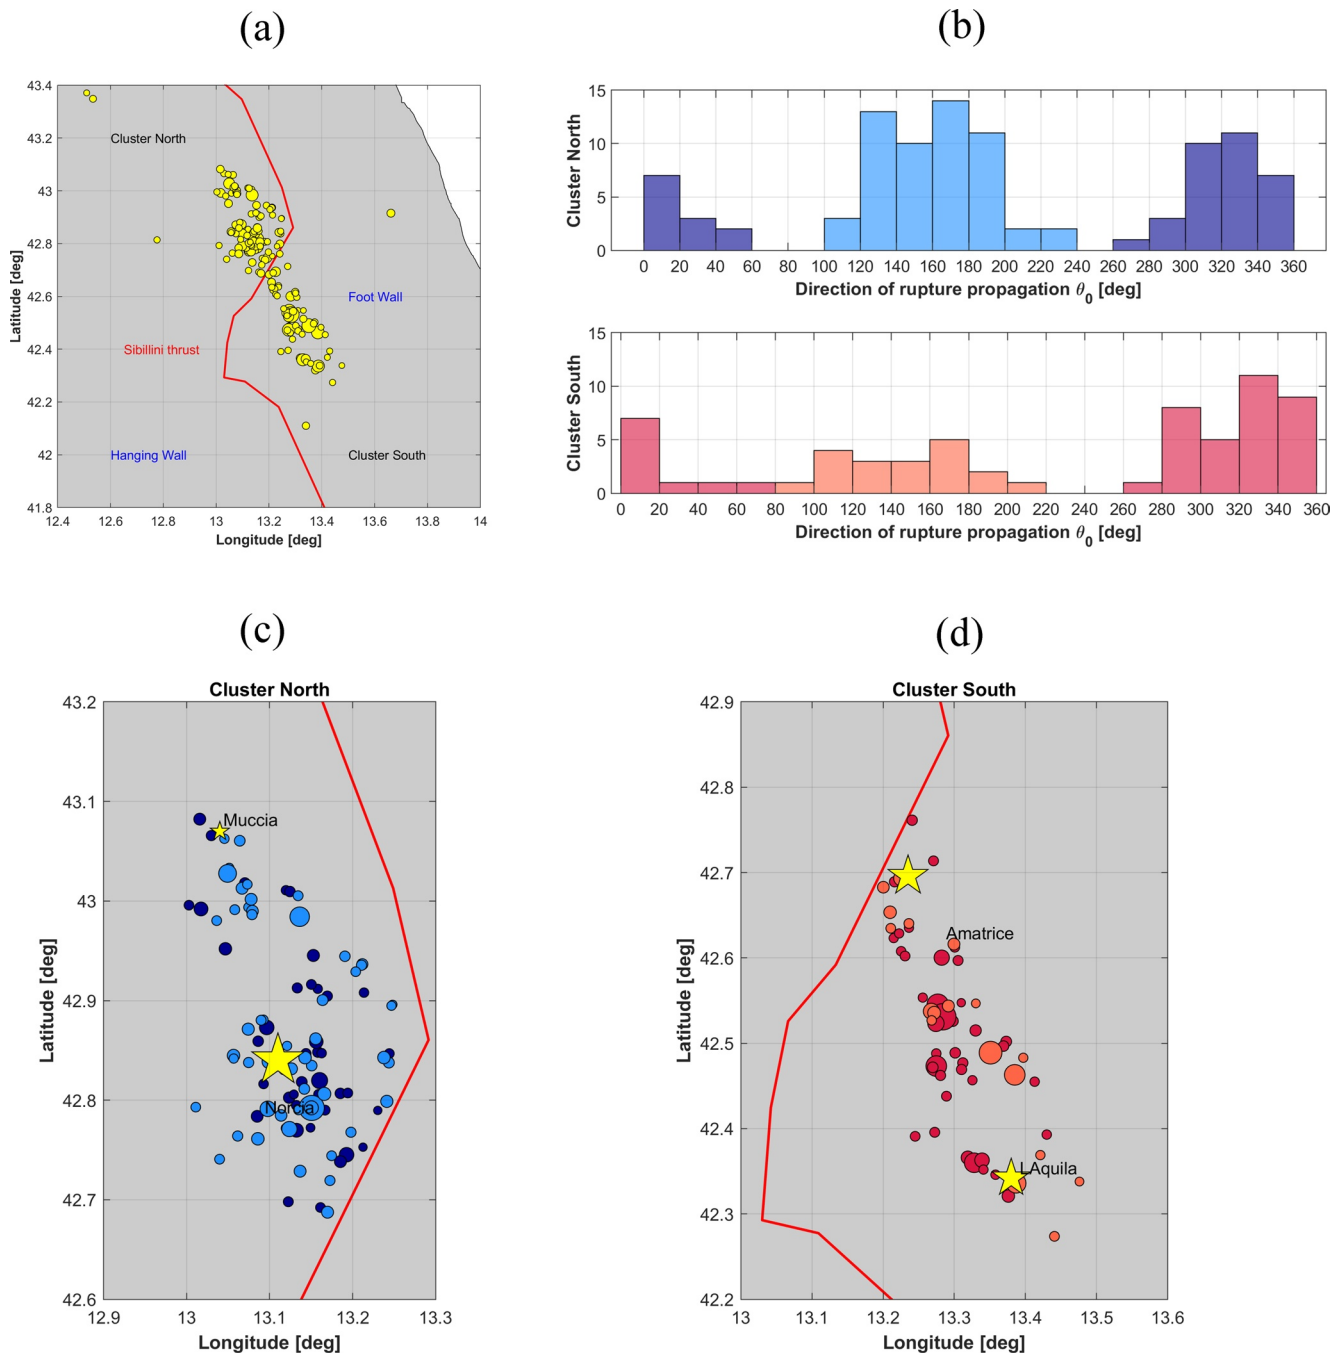 (a)
43.4
43.2
43
42.8
42.6
42.4
42.2
42
41.8
Latitude [deg]
Cluster North
Foot Wall
Sibillini thrust
Hanging Wall
Cluster South
12.4 12.6 12.8 13 13.2 13.4 13.6 13.8 14
Longitude [deg]
(b)
15
10
5
0
Cluster North
0 20 40 60 80 100 120 140 160 180 200 220 240 260 280 300 320 340 360
Direction of rupture propagation θ0 [deg]
15
10
5
0
Cluster South
0 20 40 60 80 100 120 140 160 180 200 220 240 260 280 300 320 340 360
Direction of rupture propagation θ0 [deg]
(c)
Cluster North
43.2
43.1
43
42.9
42.8
42.7
42.6
Latitude [deg]
Muccia
Norcia
12.9 13 13.1 13.2 13.3
Longitude [deg]
(d)
Cluster South
42.9
42.8
42.7
42.6
42.5
42.4
42.3
42.2
Latitude [deg]
Amatrice
LAquila
13 13.1 13.2 13.3 13.4 13.5 13.6
Longitude [deg]